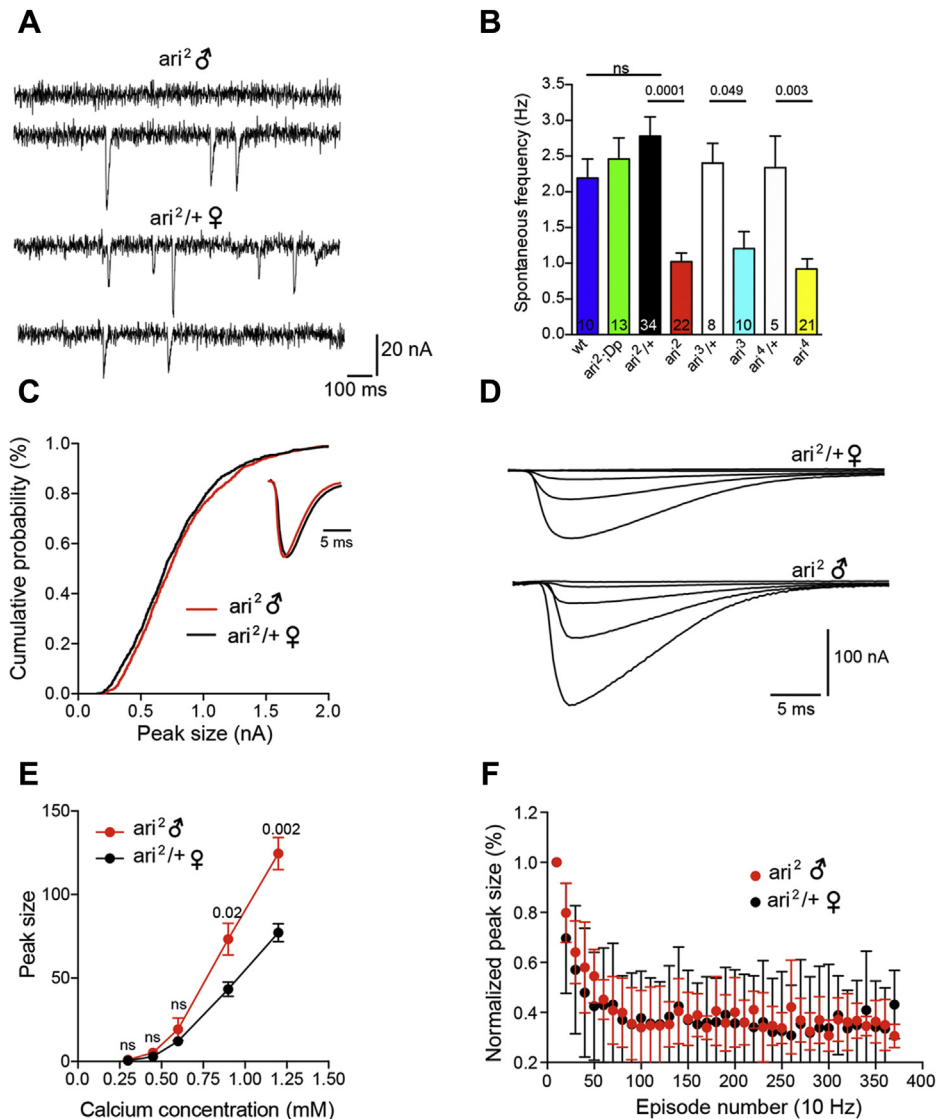 A
ari² ♂
ari²/+ ♀
20 nA
100 ms
B
Spontaneous frequency (Hz)
3.5
3.0
2.5
2.0
1.5
1.0
0.5
0.0
ns
0.0001
0.049
0.003
10
13
34
22
8
10
5
21
wt
ari²;Dp
ari²/+
ari²
ari³/+
ari³
ari⁴/+
ari⁴
C
Cumulative probability (%)
1.0
0.8
0.6
0.4
0.2
0.0
5 ms
ari² ♂
ari²/+ ♀
0.0
0.5
1.0
1.5
2.0
Peak size (nA)
D
ari²/+ ♀
ari² ♂
100 nA
5 ms
E
Peak size
150
100
50
0
ari² ♂
ari²/+ ♀
ns
ns
ns
0.02
0.002
0.00
0.25
0.50
0.75
1.00
1.25
1.50
Calcium concentration (mM)
F
Normalized peak size (%)
1.2
1.0
0.8
0.6
0.4
0.2
ari² ♂
ari²/+ ♀
0
50
100
150
200
250
300
350
400
Episode number (10 Hz)